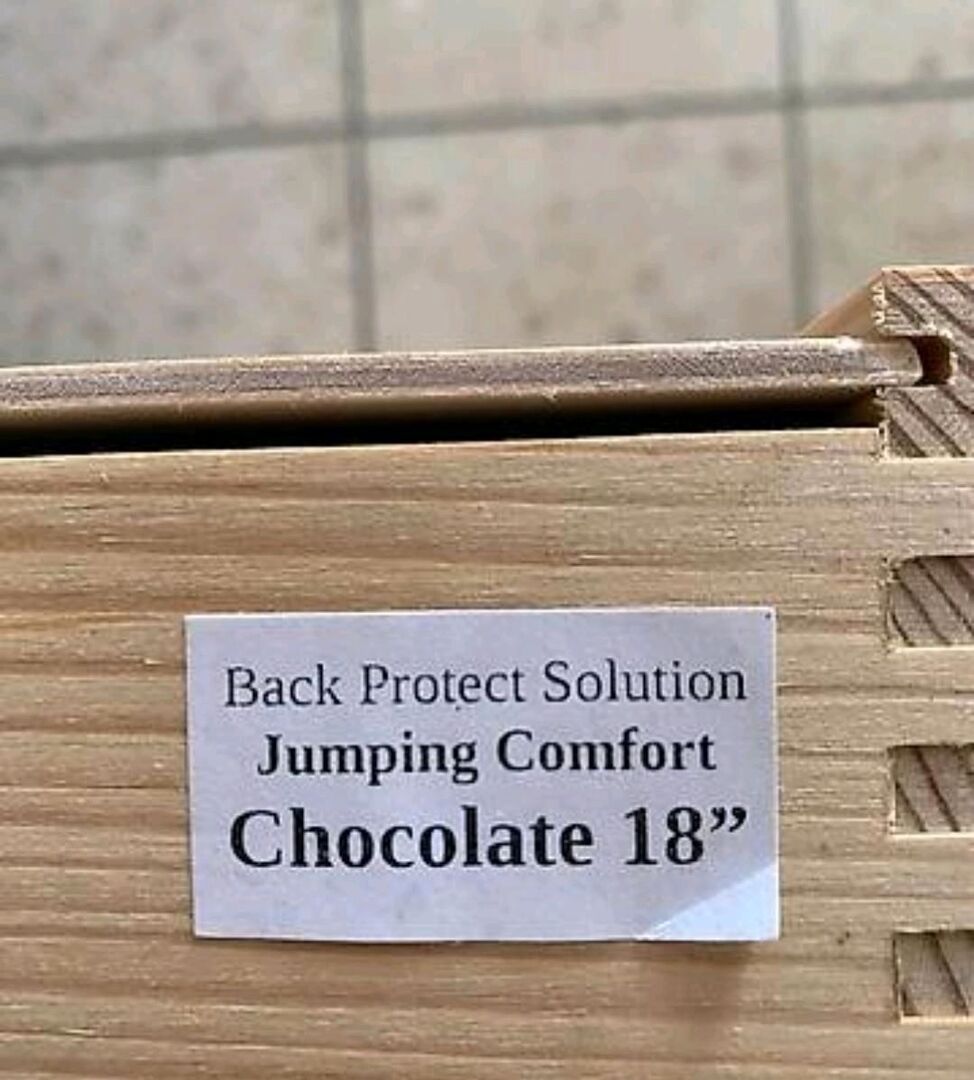 Back Protect Solution
Jumping Comfort
Chocolate 18”